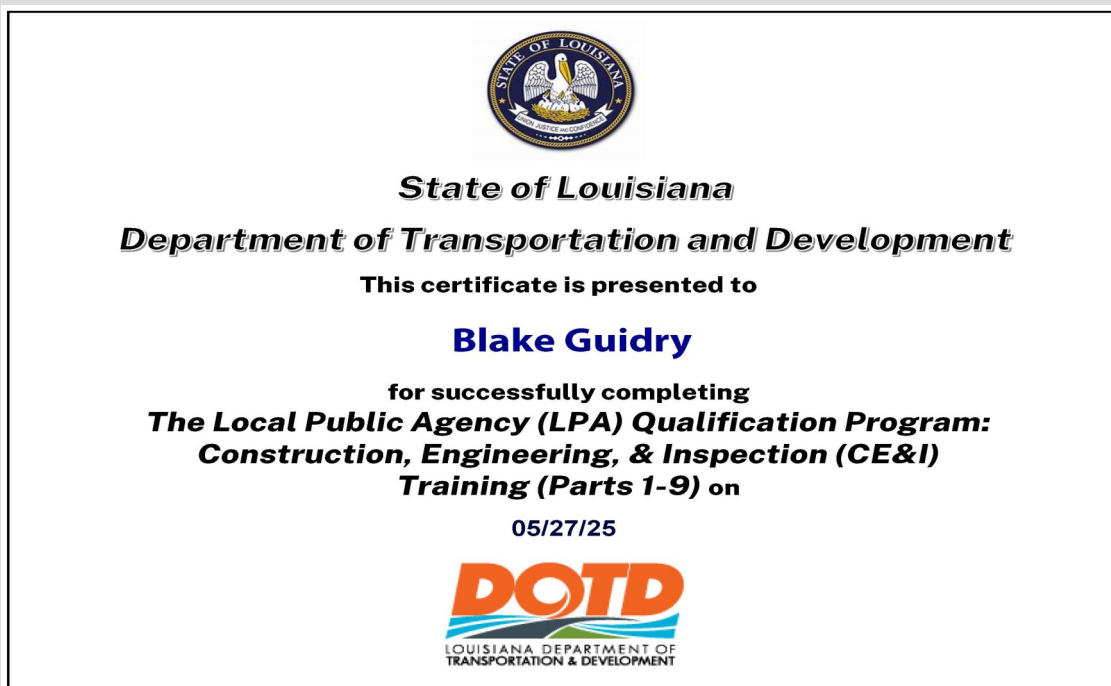 STATE OF LOUISIANA
UNION JUSTICE AND CONFIDENCE
State of Louisiana
Department of Transportation and Development
This certificate is presented to
Blake Guidry
for successfully completing
The Local Public Agency (LPA) Qualification Program:
Construction, Engineering, & Inspection (CE&I)
Training (Parts 1-9) on
05/27/25
DOTD
LOUISIANA DEPARTMENT OF
TRANSPORTATION & DEVELOPMENT